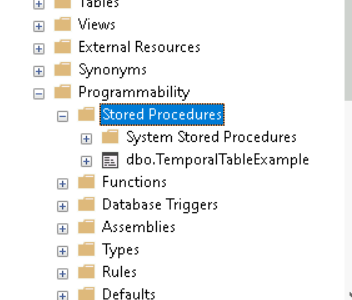 Tables
Views
External Resources
Synonyms
Programmability
Stored Procedures
System Stored Procedures
dbo.TemporalTableExample
Functions
Database Triggers
Assemblies
Types
Rules
Defaults